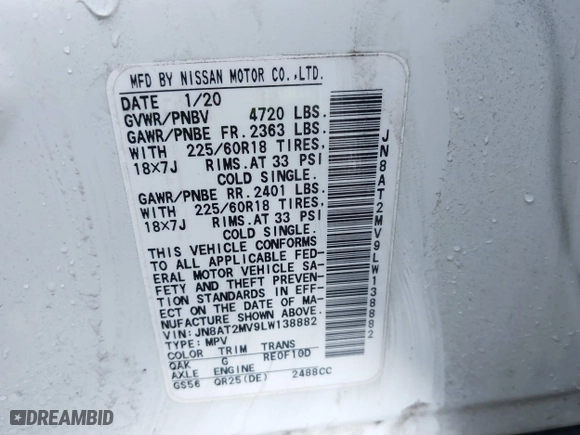 MFD BY NISSAN MOTOR CO.,LTD.
DATE 1/20
GVWR/PNBV 4720 LBS.
GAWR/PNBE FR. 2363 LBS.
WITH 225/60R18 TIRES,
18×7J RIMS. AT 33 PSI
COLD SINGLE.
GAWR/PNBE RR. 2401 LBS.
WITH 225/60R18 TIRES,
18×7J RIMS. AT 33 PSI
COLD SINGLE.
THIS VEHICLE CONFORMS
TO ALL APPLICABLE FED-
ERAL MOTOR VEHICLE SA-
FETY AND THEFT PREVEN-
TION STANDARDS IN EFF-
ECT ON THE DATE OF MA-
NUFACTURE SHOWN ABOVE.
VIN: JN8AT2MV9LW138882
TYPE: MPV
COLOR TRIM TRANS
QAK G RE0F10D
AXLE ENGINE
GS56 QR25(DE) 2488CC
JN8AT2MV9LW138882
DREAMBID